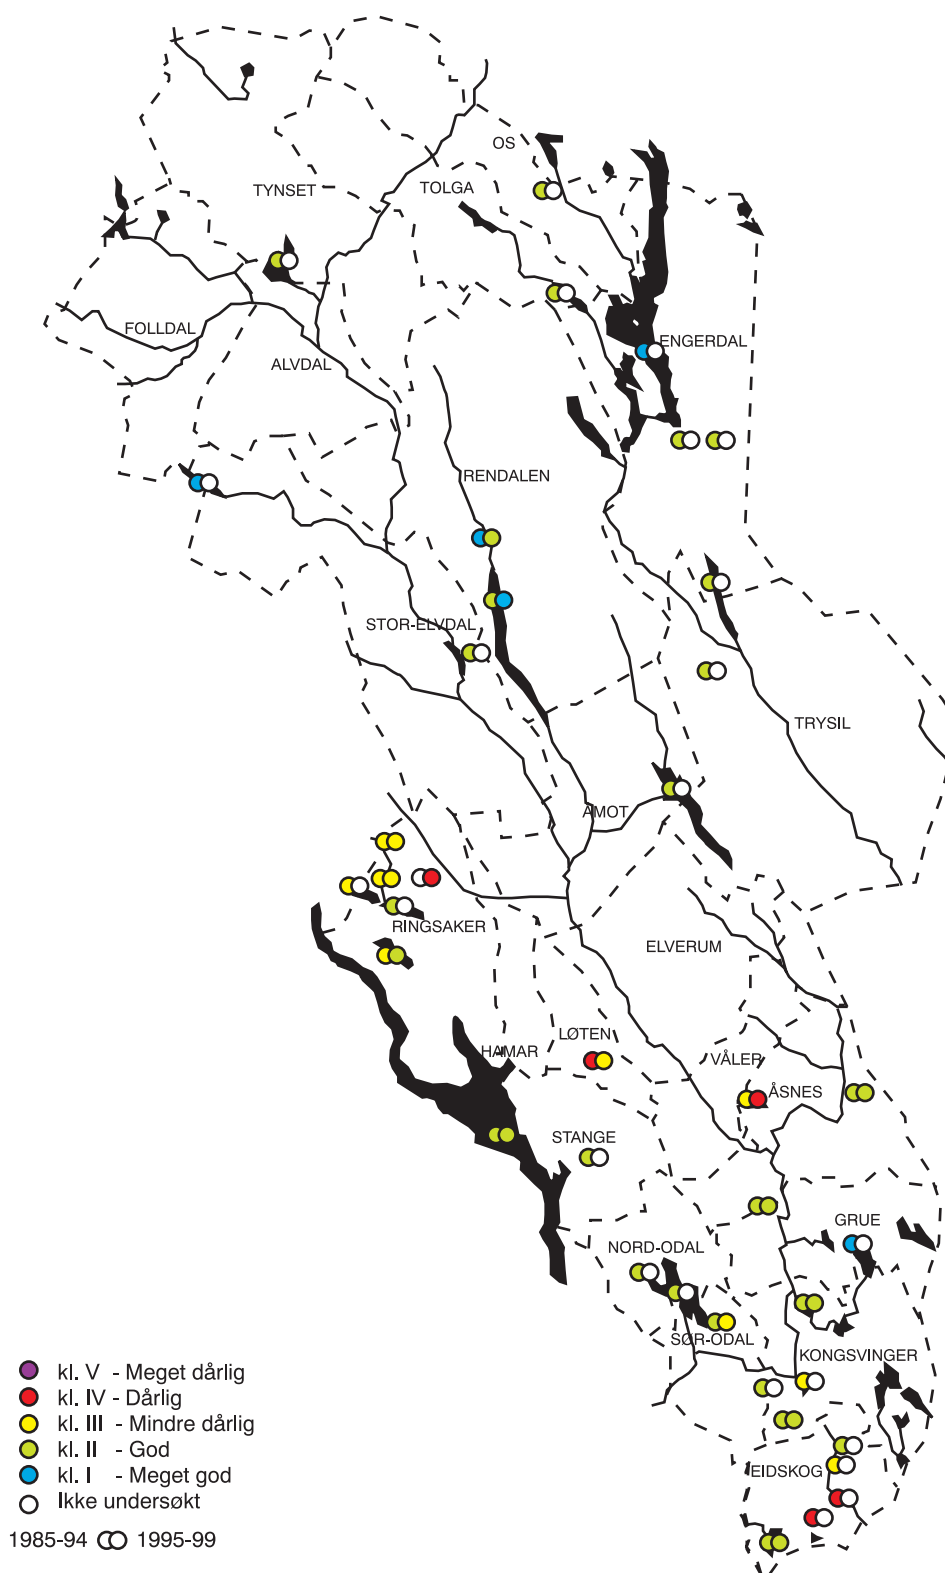 OS
TYNSET
TOLGA
FOLLDAL
ENGERDAL
ALVDAL
RENDALEN
STOR-ELVDAL
TRYSIL
ÅMOT
RINGSAKER
ELVERUM
LØTEN
HAMAR
VÅLER
ÅSNES
STANGE
GRUE
NORD-ODAL
SØR-ODAL
KONGSVINGER
EIDSKOG
kl. V - Meget dårlig
kl. IV - Dårlig
kl. III - Mindre dårlig
kl. II - God
kl. I - Meget god
Ikke undersøkt
1985-94 1995-99